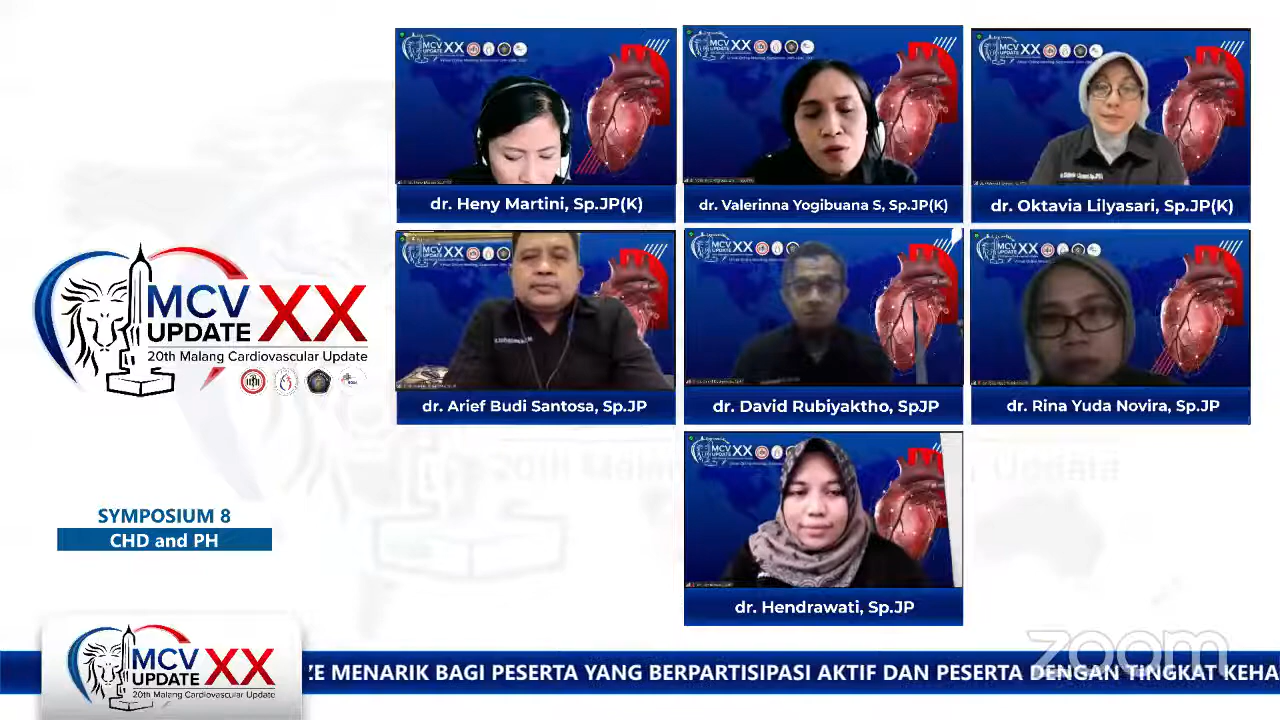 dr. Heny Martini, Sp.JP(K)
dr. Valerinna Yogibuana S, Sp.JP(K)
dr. Oktavia Lilyasari, Sp.JP(K)
MCV XX
UPDATE
20th Malang Cardiovascular Update
dr. Arief Budi Santosa, Sp.JP
dr. David Rubiyaktho, SpJP
dr. Rina Yuda Novira, Sp.JP
SYMPOSIUM 8
CHD and PH
dr. Hendrawati, Sp.JP
zoom
MCV XX
UPDATE
20th Malang Cardiovascular Update
ZE MENARIK BAGI PESERTA YANG BERPARTISIPASI AKTIF DAN PESERTA DENGAN TINGKAT KEHA